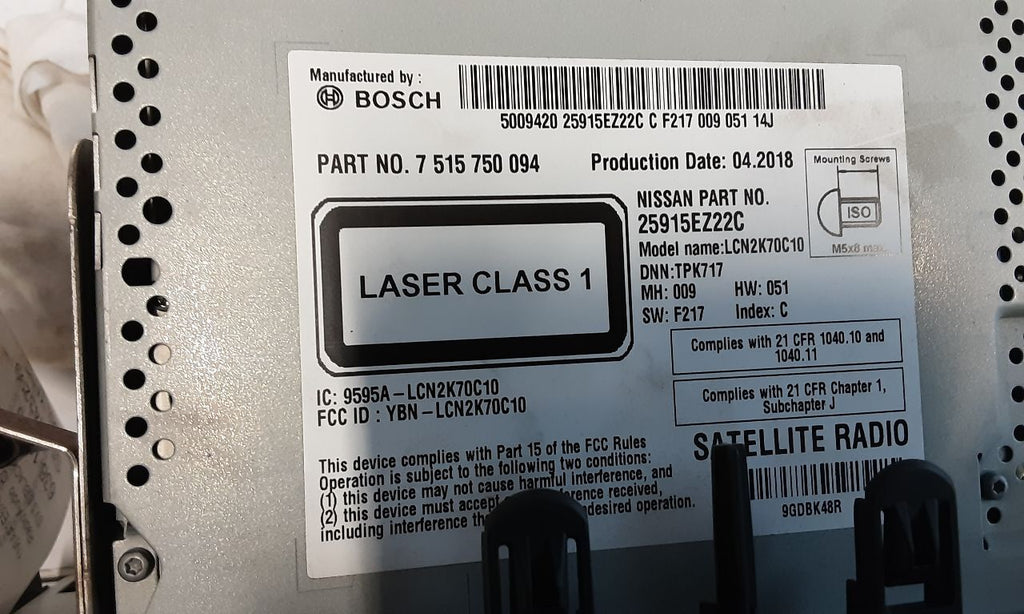 Manufactured by :
BOSCH
5009420 25915EZ22C C F217 009 051 14J
PART NO. 7 515 750 094
Production Date: 04.2018
Mounting Screws
ISO
M5x8 max
NISSAN PART NO.
25915EZ22C
Model name:LCN2K70C10
DNN:TPK717
MH: 009 HW: 051
SW: F217 Index: C
LASER CLASS 1
Complies with 21 CFR 1040.10 and
1040.11
Complies with 21 CFR Chapter 1,
Subchapter J
IC: 9595A-LCN2K70C10
FCC ID : YBN-LCN2K70C10
SATELLITE RADIO
9GDBK48R
This device complies with Part 15 of the FCC Rules
Operation is subject to the following two conditions:
(1) this device may not cause harmful interference, and
(2) this device must accept received,
including interference desired operation.